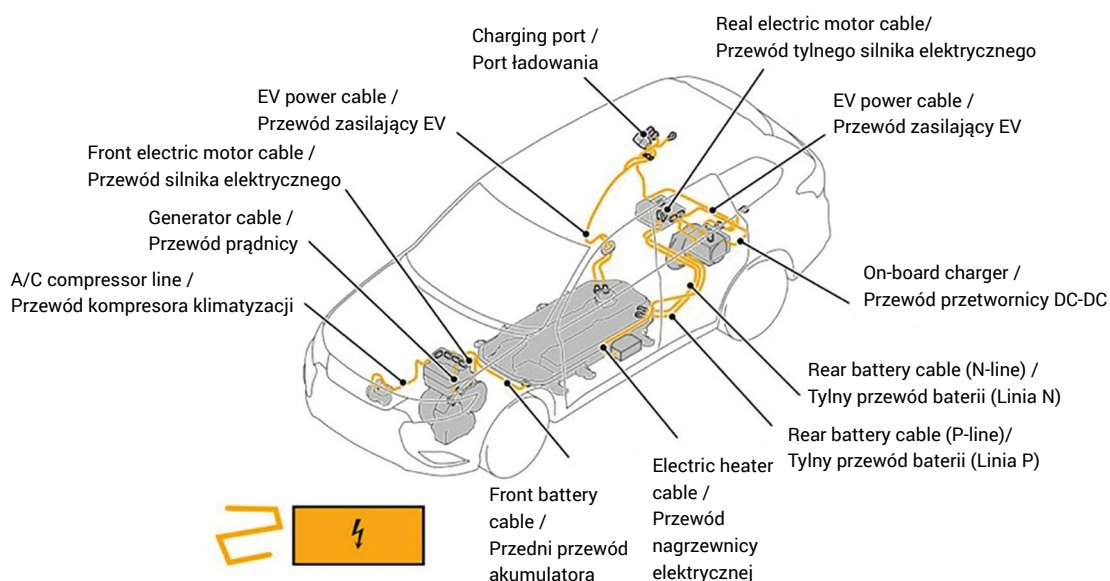 Charging port /
Port ładowania
Real electric motor cable/
Przewód tylnego silnika elektrycznego
EV power cable /
Przewód zasilający EV
EV power cable /
Przewód zasilający EV
Front electric motor cable /
Przewód silnika elektrycznego
Generator cable /
Przewód prądnicy
A/C compressor line /
Przewód kompresora klimatyzacji
On-board charger /
Przewód przetwornicy DC-DC
Rear battery cable (N-line) /
Tylny przewód baterii (Linia N)
Rear battery cable (P-line)/
Tylny przewód baterii (Linia P)
Electric heater
cable /
Przewód
nagrzewnicy
elektrycznej
Front battery
cable /
Przedni przewód
akumulatora